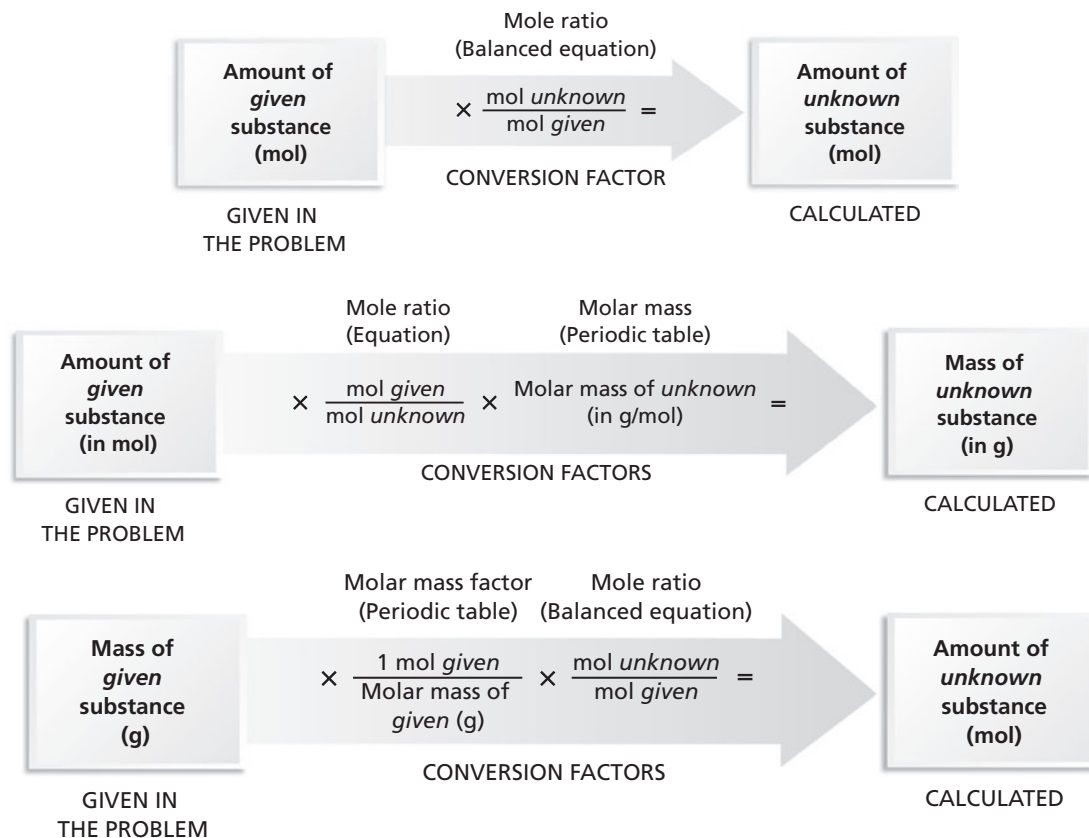 Mole ratio
(Balanced equation)
Amount of
given
substance
(mol)
× mol unknown / mol given =
Amount of
unknown
substance
(mol)
CONVERSION FACTOR
GIVEN IN
THE PROBLEM
CALCULATED
Mole ratio
(Equation)
Molar mass
(Periodic table)
Amount of
given
substance
(in mol)
× mol given / mol unknown × Molar mass of unknown
(in g/mol) =
Mass of
unknown
substance
(in g)
CONVERSION FACTORS
GIVEN IN
THE PROBLEM
CALCULATED
Molar mass factor
(Periodic table)
Mole ratio
(Balanced equation)
Mass of
given
substance
(g)
× 1 mol given / Molar mass of
given (g) × mol unknown / mol given =
Amount of
unknown
substance
(mol)
CONVERSION FACTORS
GIVEN IN
THE PROBLEM
CALCULATED